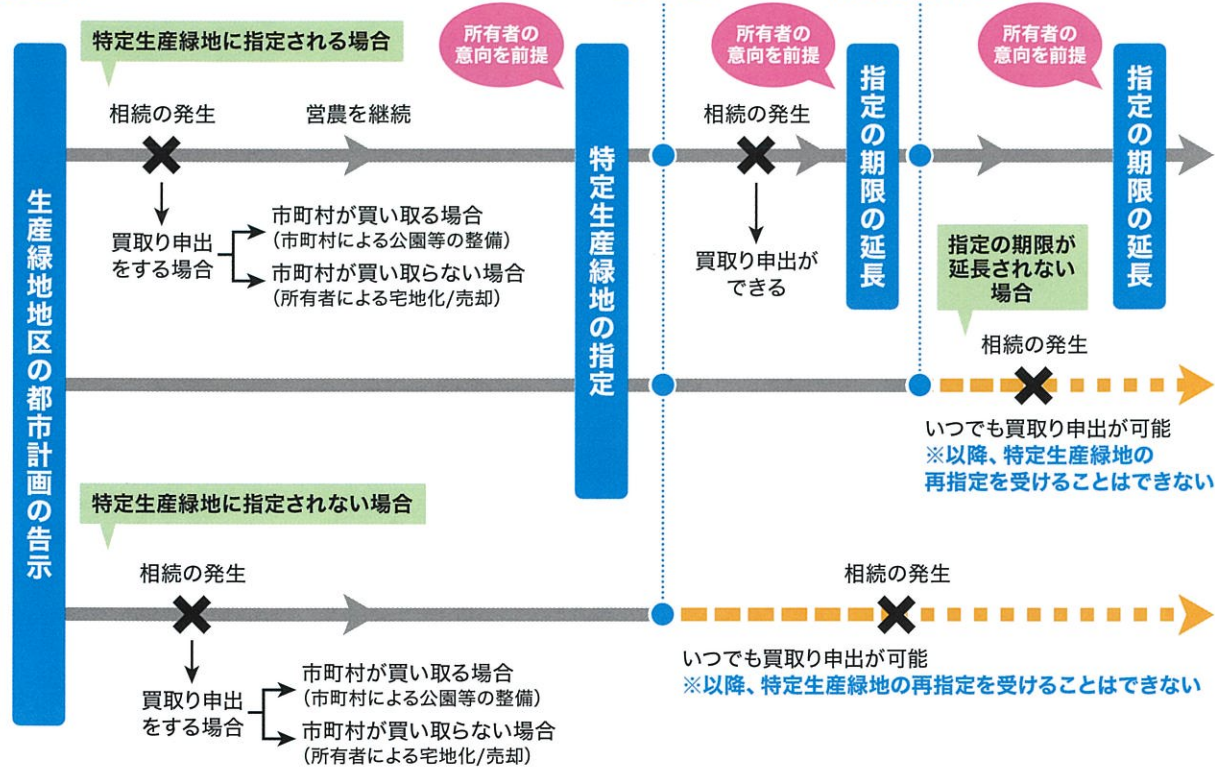 特定生産緑地に指定される場合
所有者の
意向を前提
所有者の
意向を前提
所有者の
意向を前提
生産緑地地区の都市計画の告示
相続の発生
営農を継続
特定生産緑地の指定
相続の発生
指定の期限の延長
指定の期限の延長
買取り申出
をする場合
市町村が買い取る場合
(市町村による公園等の整備)
市町村が買い取らない場合
(所有者による宅地化/売却)
買取り申出が
できる
指定の期限が
延長されない
場合
相続の発生
いつでも買取り申出が可能
※以降、特定生産緑地の
再指定を受けることはできない
特定生産緑地に指定されない場合
相続の発生
買取り申出
をする場合
市町村が買い取る場合
(市町村による公園等の整備)
市町村が買い取らない場合
(所有者による宅地化/売却)
相続の発生
いつでも買取り申出が可能
※以降、特定生産緑地の再指定を受けることはできない